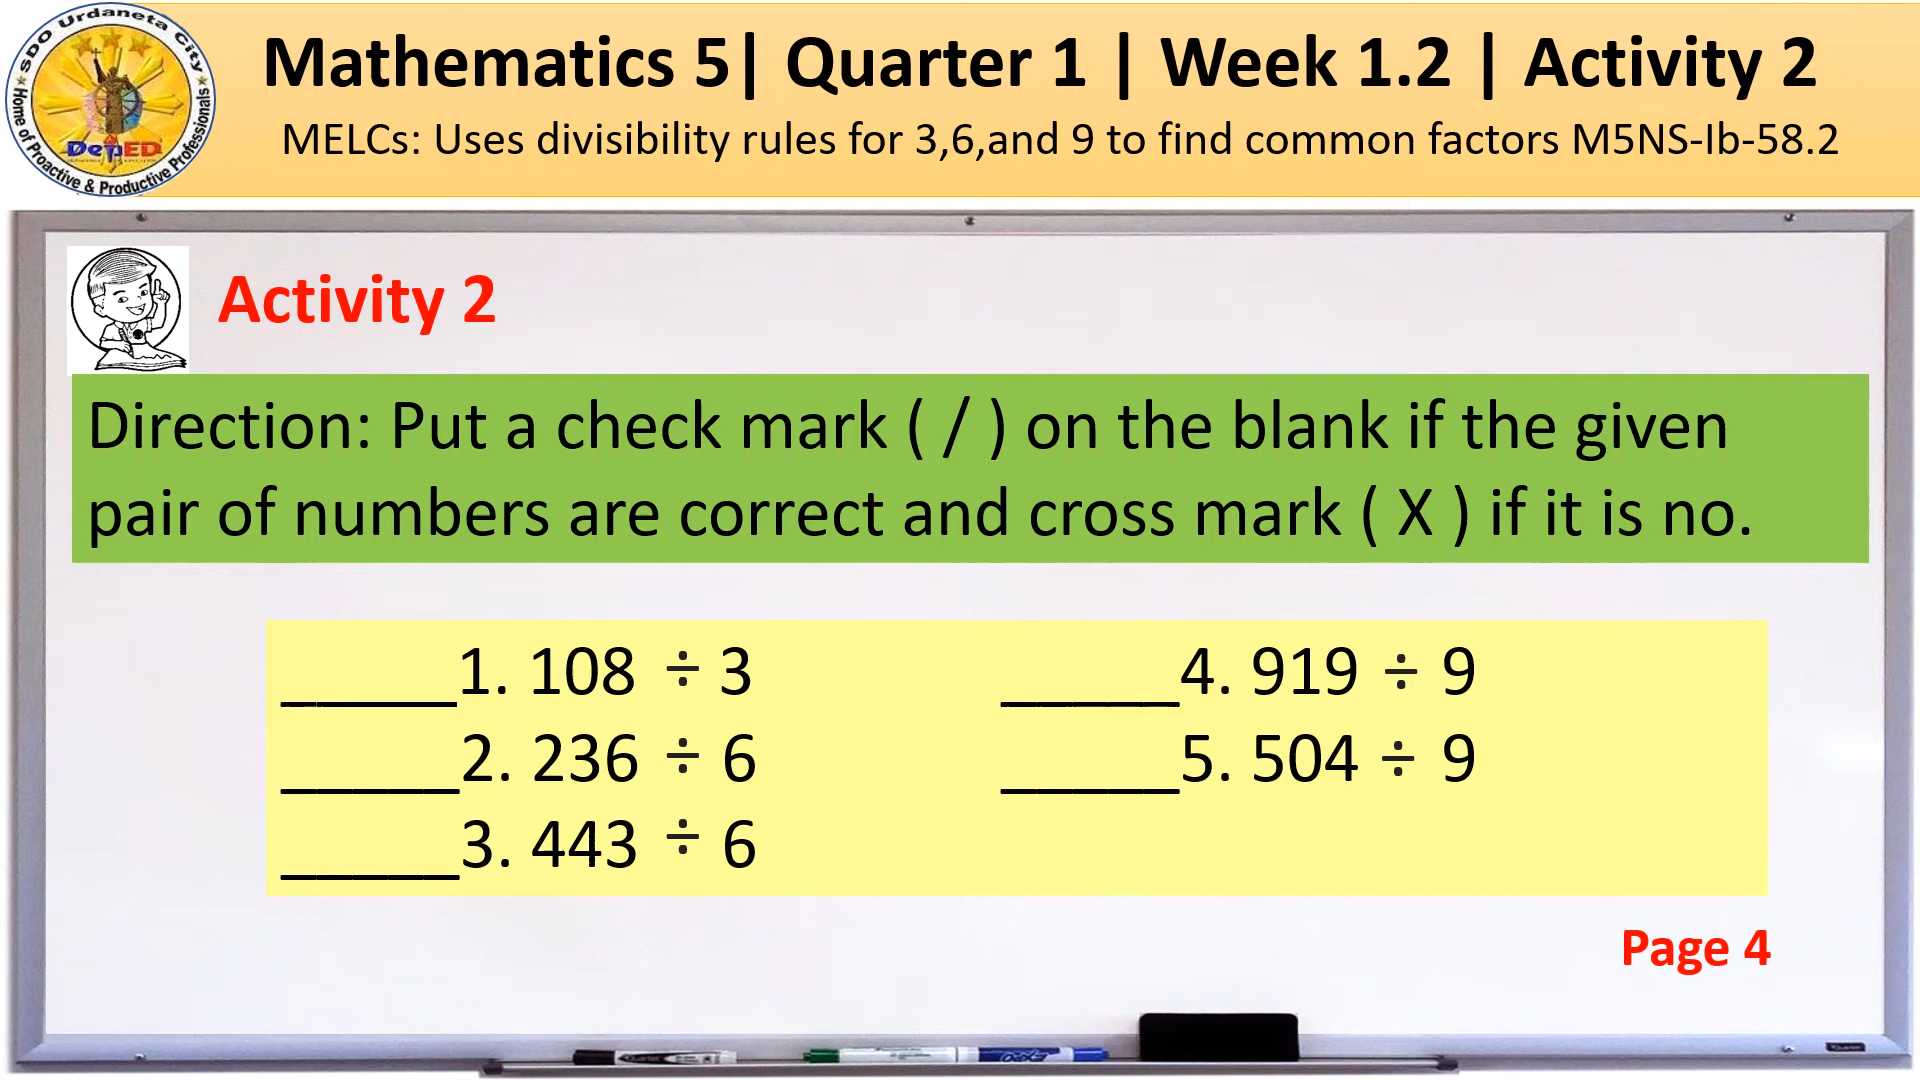 SDO Urdaneta City
Home of Proactive & Productive Professionals
DepED
Mathematics 5| Quarter 1 | Week 1.2 | Activity 2
MELCs: Uses divisibility rules for 3,6,and 9 to find common factors M5NS-Ib-58.2
Activity 2
Direction: Put a check mark ( / ) on the blank if the given
pair of numbers are correct and cross mark ( X ) if it is no.
_____1. 108 ÷ 3
_____2. 236 ÷ 6
_____3. 443 ÷ 6
_____4. 919 ÷ 9
_____5. 504 ÷ 9
Page 4